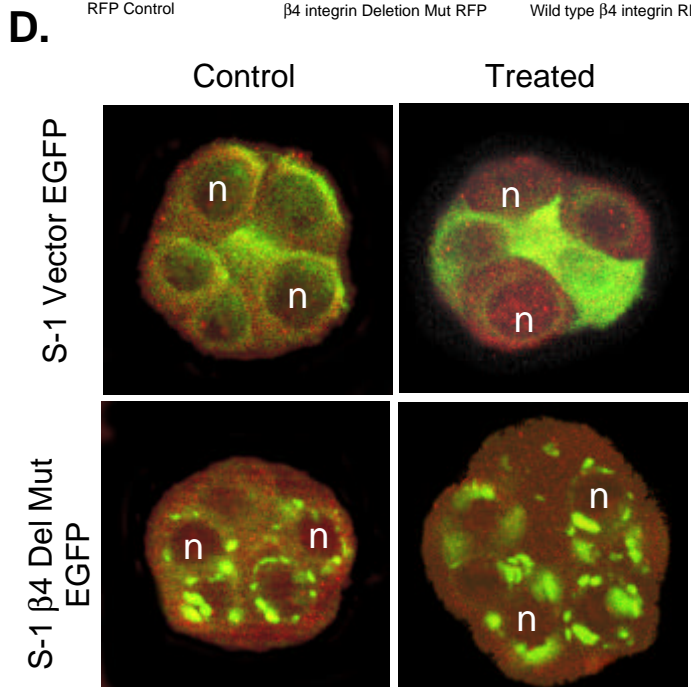 RFP Control β4 integrin Deletion Mut RFP Wild type β4 integrin
D.
Control Treated
S-1 Vector EGFP
n
n
n
n
S-1 β4 Del Mut
EGFP
n
n
n
n